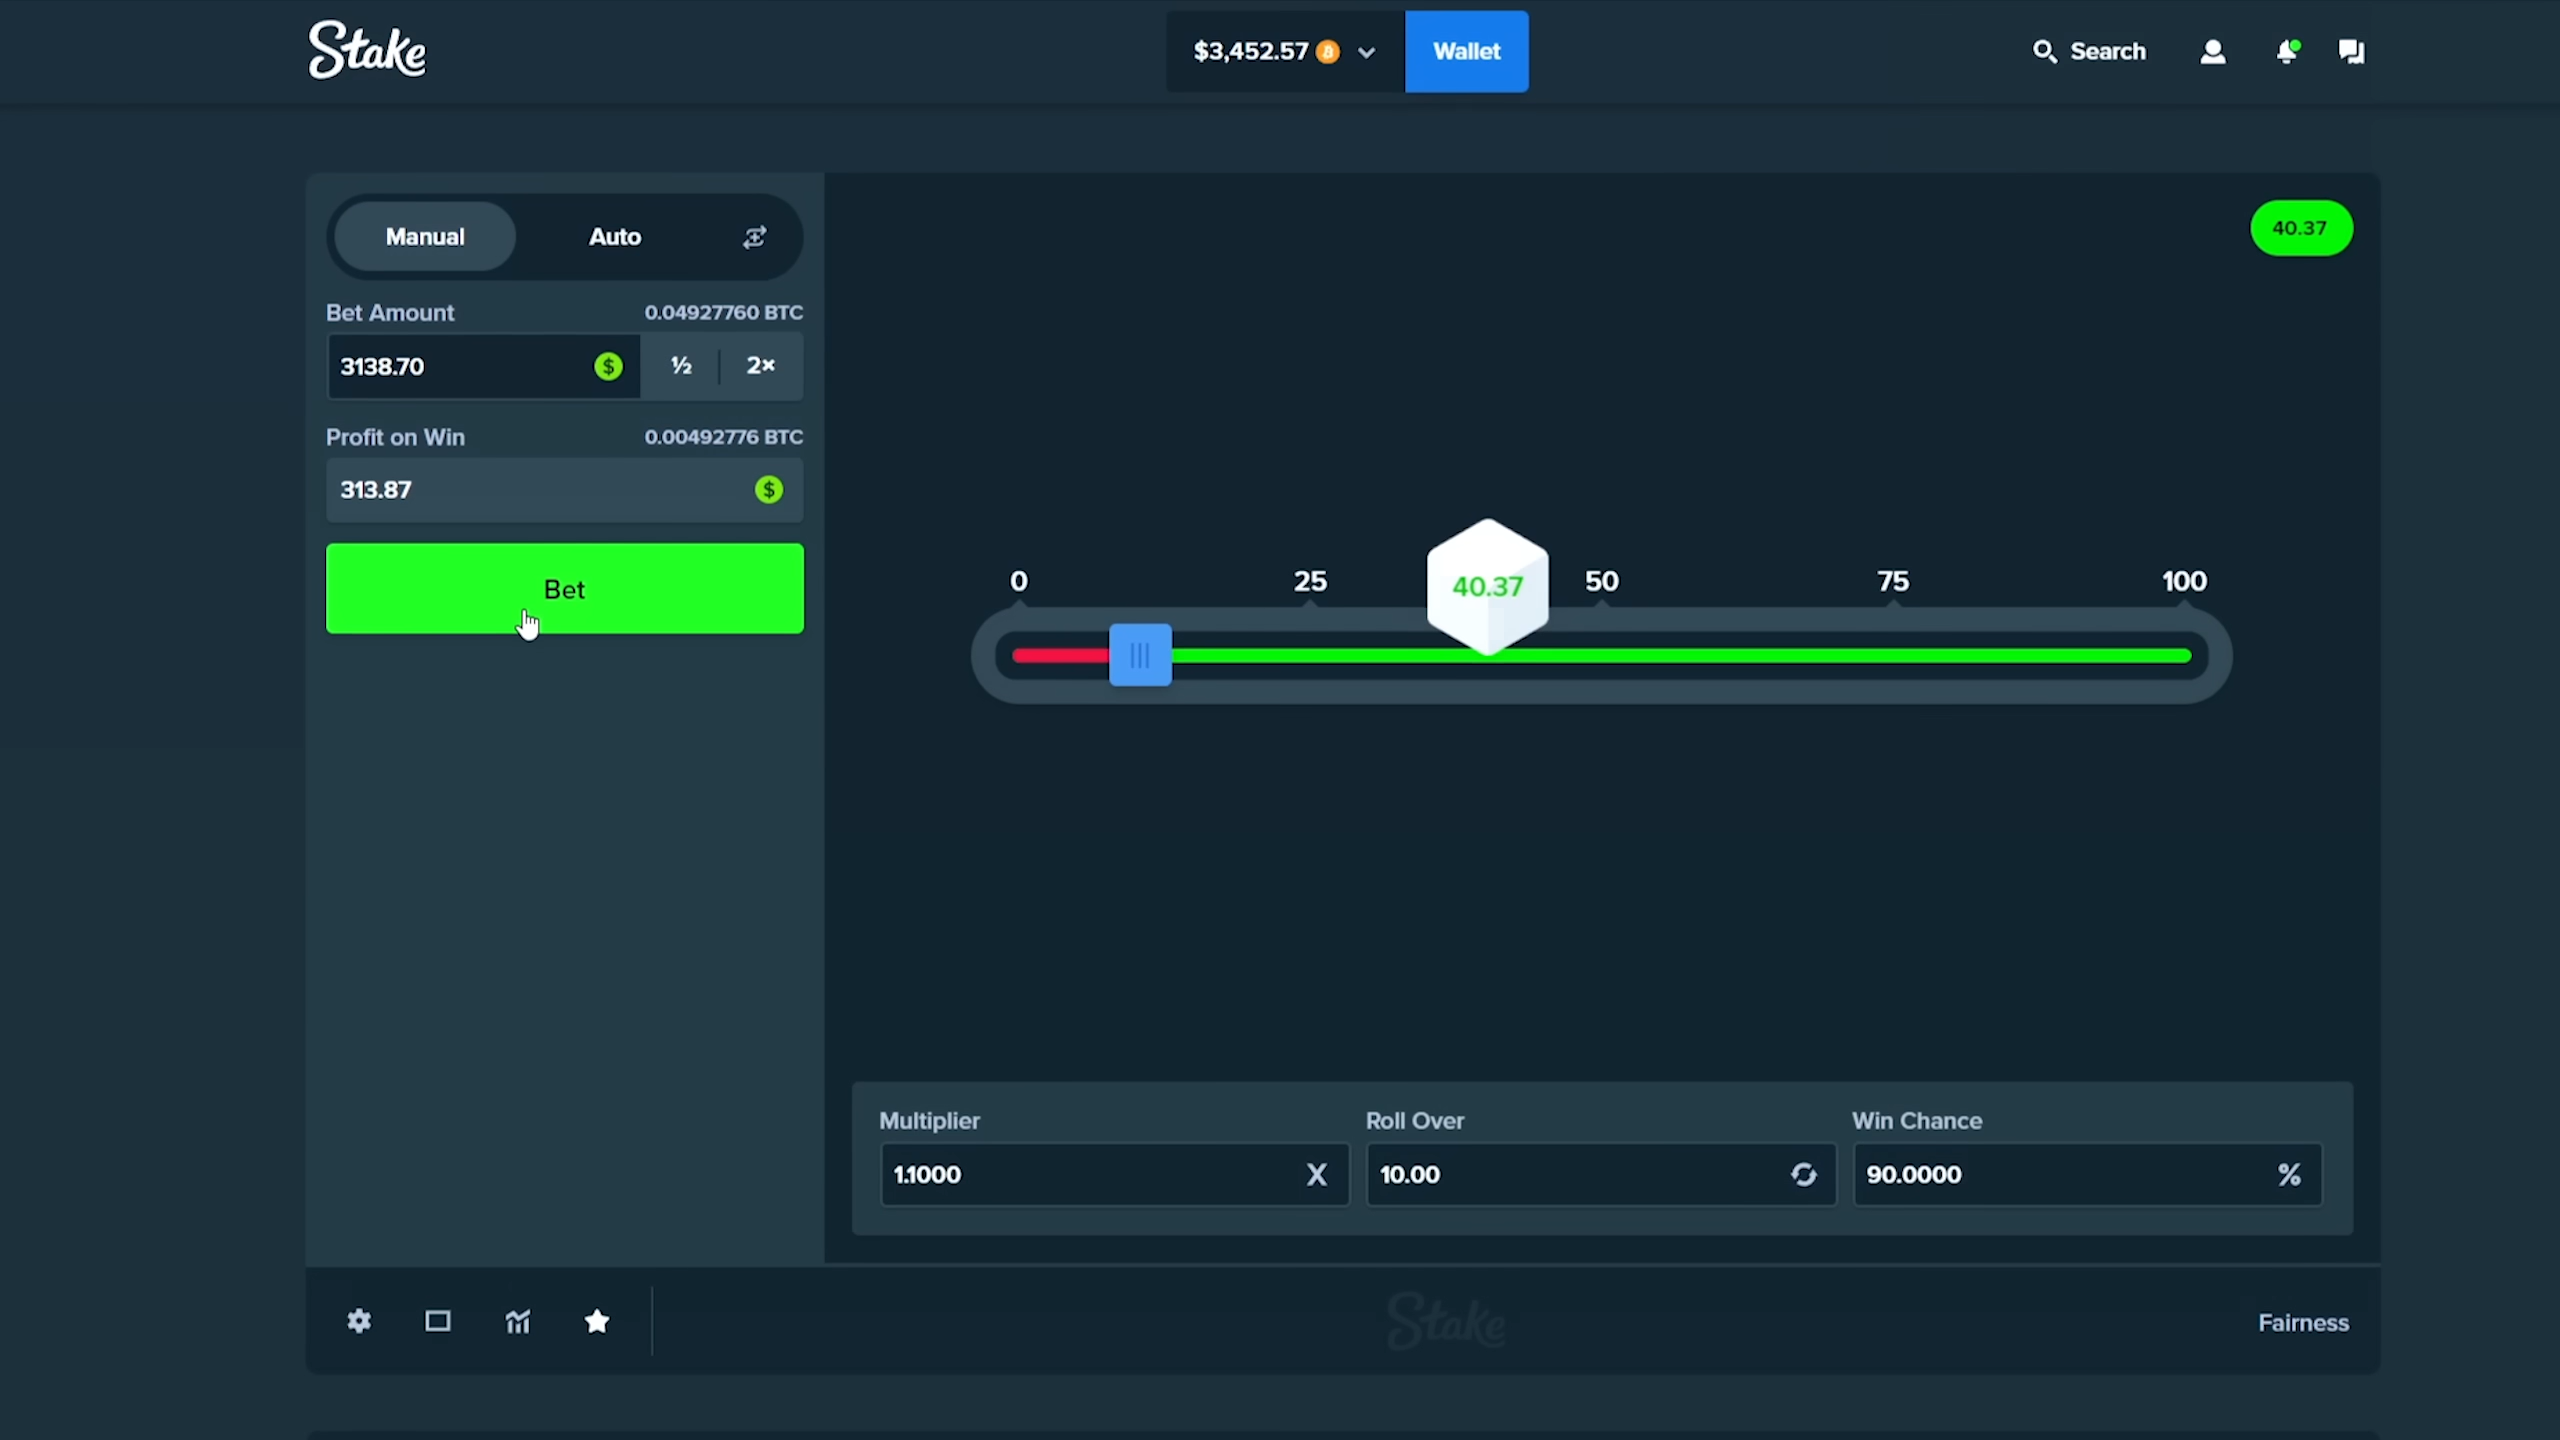 Stake
$3,452.57
Wallet
Search
Manual
Auto
40.37
Bet Amount
0.04927760 BTC
3138.70
$
½
2×
Profit on Win
0.00492776 BTC
313.87
$
Bet
0
25
40.37
50
75
100
Multiplier
Roll Over
Win Chance
1.1000
X
10.00
90.0000
%
Stake
Fairness